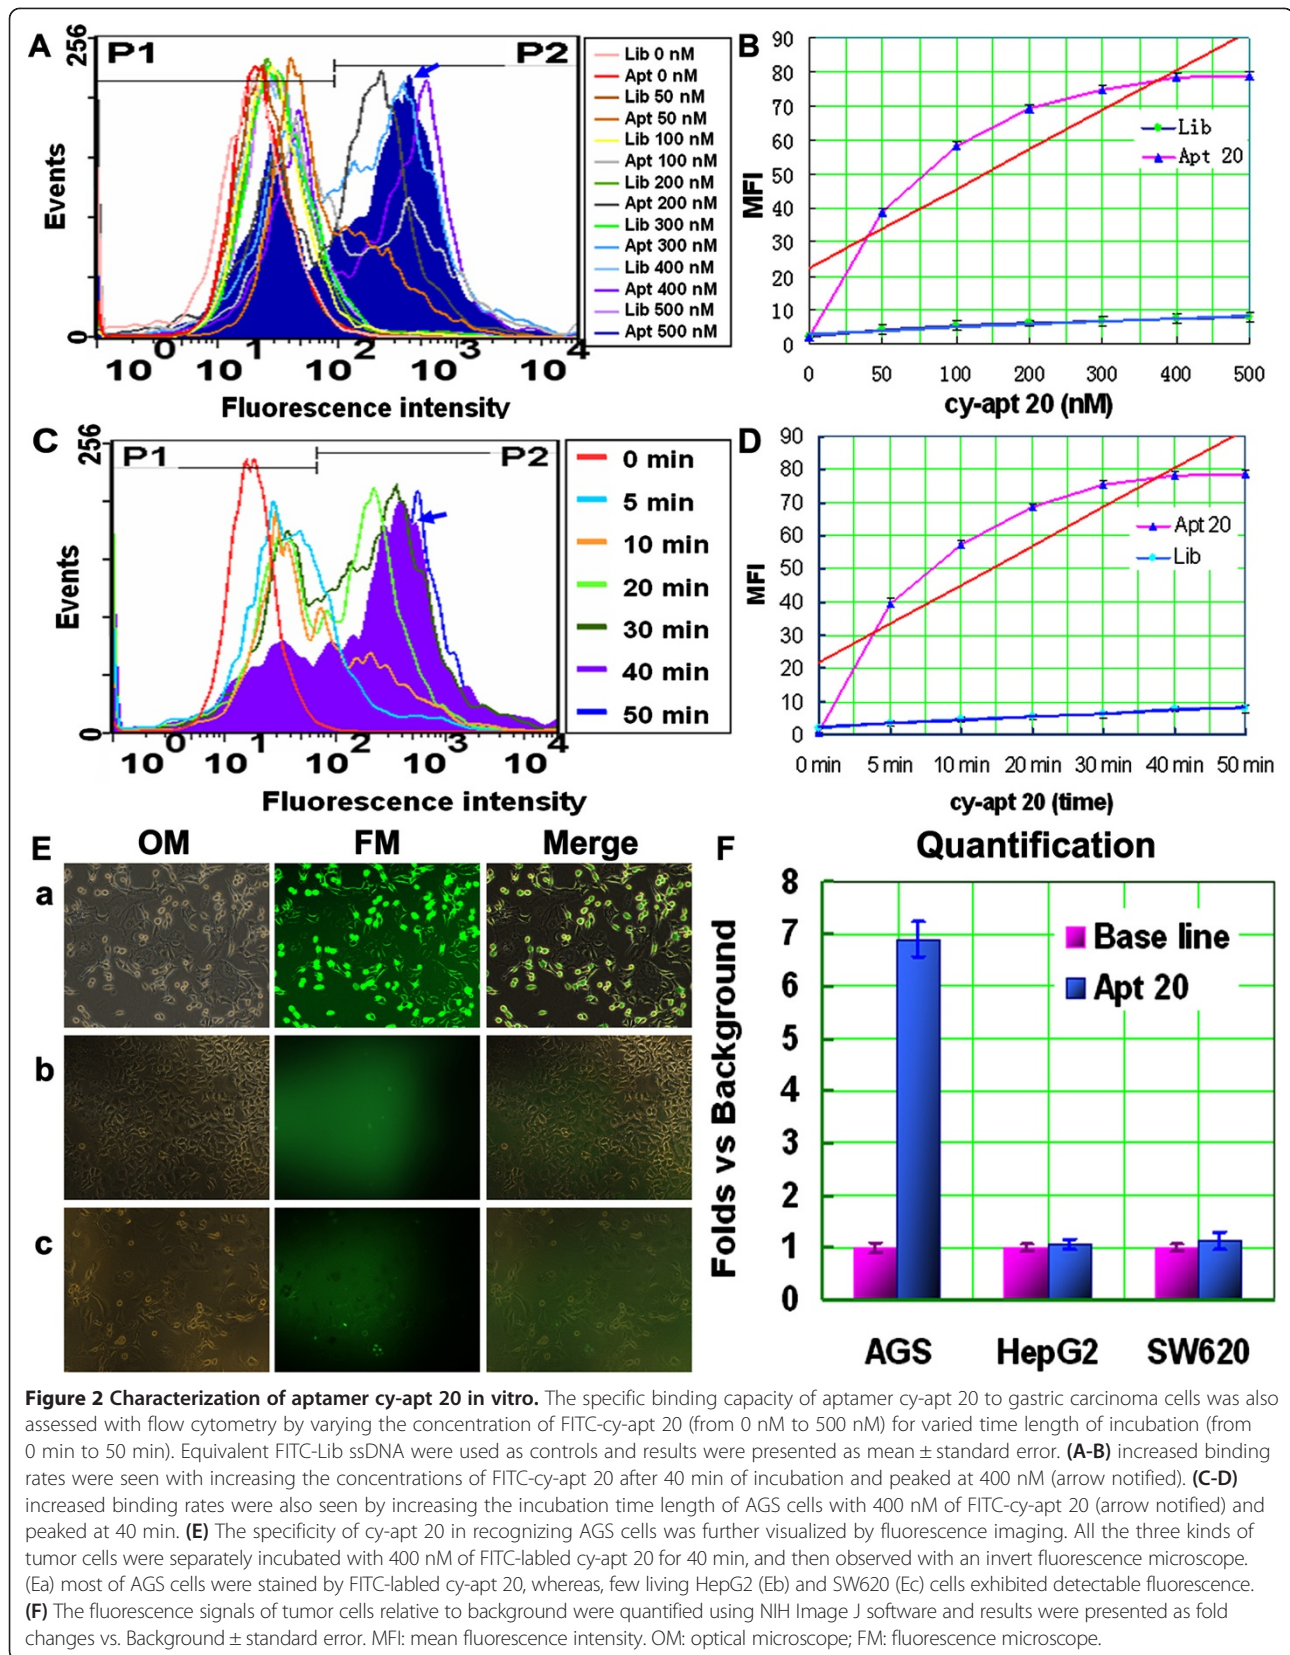 A
256
P1
P2
Events
0
10 0
10 1
10 2
10 3
10 4
Fluorescence intensity
Lib 0 nM
Apt 0 nM
Lib 50 nM
Apt 50 nM
Lib 100 nM
Apt 100 nM
Lib 200 nM
Apt 200 nM
Lib 300 nM
Apt 300 nM
Lib 400 nM
Apt 400 nM
Lib 500 nM
Apt 500 nM
B
90
80
70
60
50
40
30
20
10
0
MFI
Lib
Apt 20
0 50 100 200 300 400 500
cy-apt 20 (nM)
C
256
P1
P2
Events
0
10 0
10 1
10 2
10 3
10 4
Fluorescence intensity
0 min
5 min
10 min
20 min
30 min
40 min
50 min
D
90
80
70
60
50
40
30
20
10
0
MFI
Apt 20
Lib
0 min 5 min 10 min 20 min 30 min 40 min 50 min
cy-apt 20 (time)
E
OM FM Merge
a
b
c
F
Quantification
8
7
6
5
4
3
2
1
0
Folds vs Background
Base line
Apt 20
AGS HepG2 SW620
Figure 2 Characterization of aptamer cy-apt 20 in vitro. The specific binding capacity of aptamer cy-apt 20 to gastric carcinoma cells was also
assessed with flow cytometry by varying the concentration of FITC-cy-apt 20 (from 0 nM to 500 nM) for varied time length of incubation (from
0 min to 50 min). Equivalent FITC-Lib ssDNA were used as controls and results were presented as mean ± standard error. (A-B) increased binding
rates were seen with increasing the concentrations of FITC-cy-apt 20 after 40 min of incubation and peaked at 400 nM (arrow notified). (C-D)
increased binding rates were also seen by increasing the incubation time length of AGS cells with 400 nM of FITC-cy-apt 20 (arrow notified) and
peaked at 40 min. (E) The specificity of cy-apt 20 in recognizing AGS cells was further visualized by fluorescence imaging. All the three kinds of
tumor cells were separately incubated with 400 nM of FITC-labled cy-apt 20 for 40 min, and then observed with an invert fluorescence microscope.
(Ea) most of AGS cells were stained by FITC-labled cy-apt 20, whereas, few living HepG2 (Eb) and SW620 (Ec) cells exhibited detectable fluorescence.
(F) The fluorescence signals of tumor cells relative to background were quantified using NIH Image J software and results were presented as fold
changes vs. Background ± standard error. MFI: mean fluorescence intensity. OM: optical microscope; FM: fluorescence microscope.